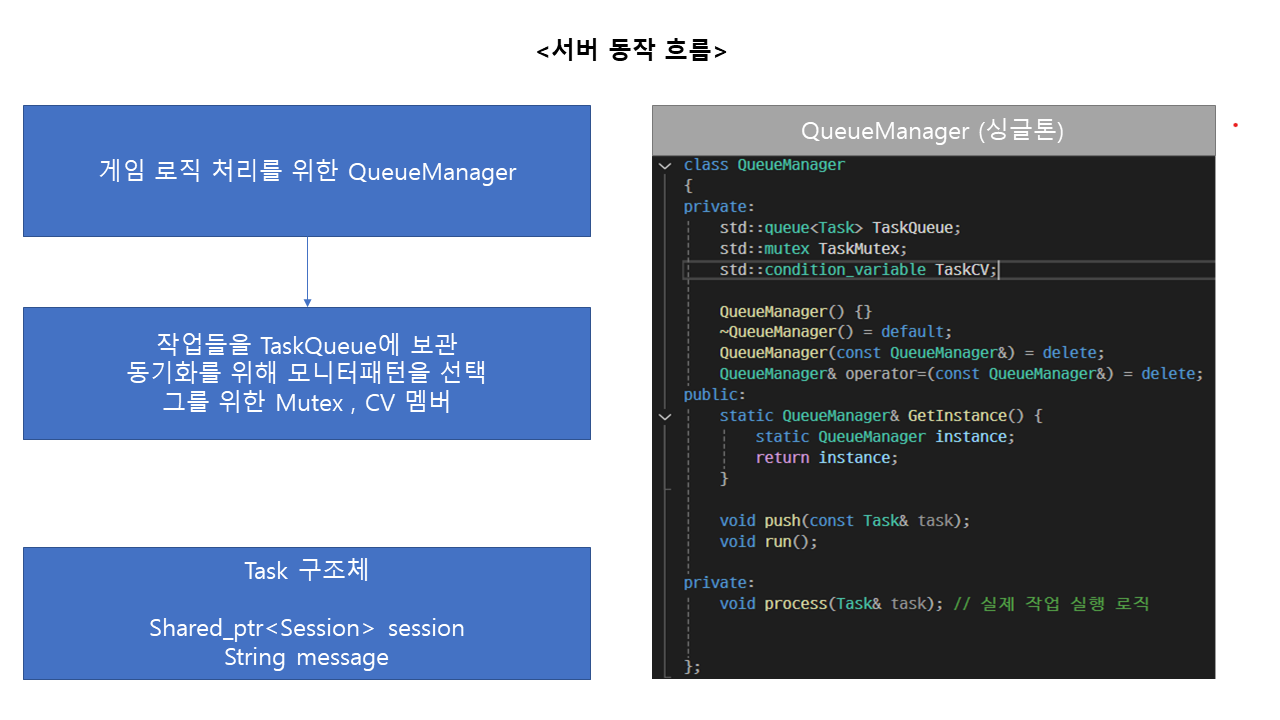 <서버 동작 흐름>
게임 로직 처리를 위한 QueueManager
작업들을 TaskQueue에 보관
동기화를 위해 모니터패턴을 선택
그를 위한 Mutex , CV 멤버
Task 구조체
Shared_ptr<Session> session
String message
QueueManager (싱글톤)
class QueueManager
{
private:
    std::queue<Task> TaskQueue;
    std::mutex TaskMutex;
    std::condition_variable TaskCV;
    QueueManager() {}
    ~QueueManager() = default;
    QueueManager(const QueueManager&) = delete;
    QueueManager& operator=(const QueueManager&) = delete;
public:
    static QueueManager& GetInstance() {
        static QueueManager instance;
        return instance;
    }
    void push(const Task& task);
    void run();
private:
    void process(Task& task); // 실제 작업 실행 로직
};